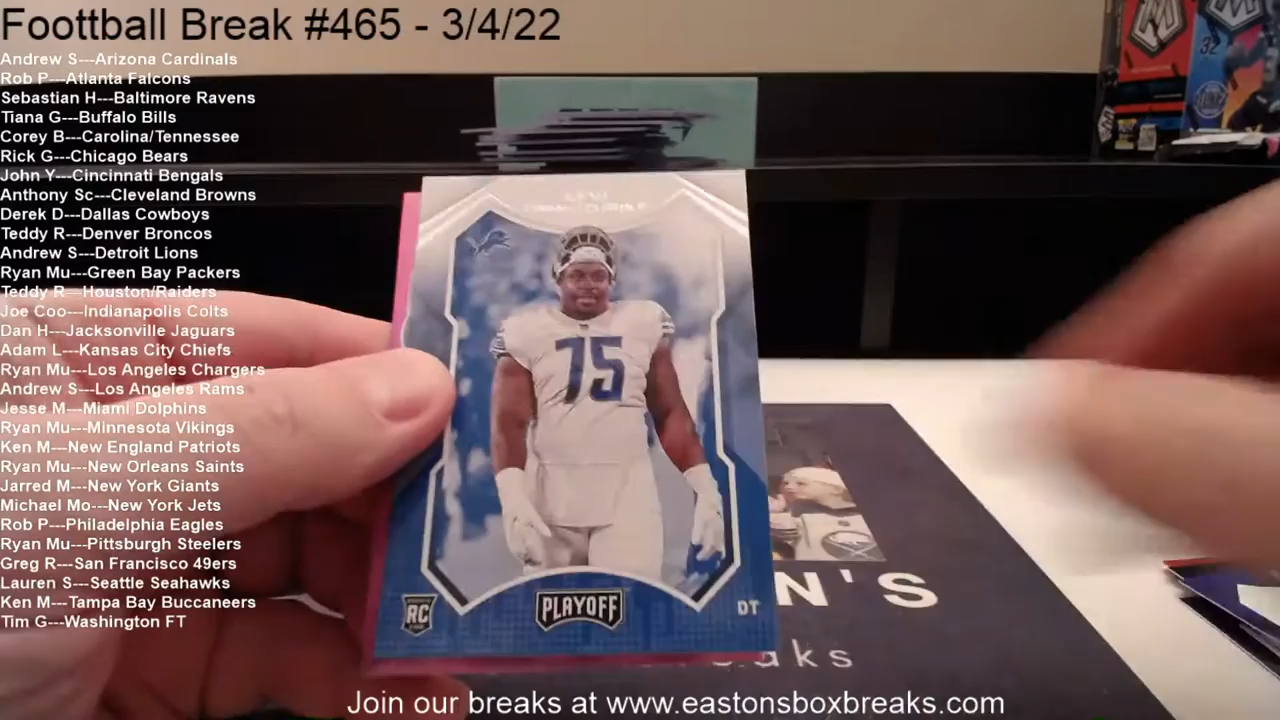 Foottball Break #465 - 3/4/22
Andrew S---Arizona Cardinals
Rob P---Atlanta Falcons
Sebastian H---Baltimore Ravens
Tiana G---Buffalo Bills
Corey B---Carolina/Tennessee
Rick G---Chicago Bears
John Y---Cincinnati Bengals
Anthony Sc---Cleveland Browns
Derek D---Dallas Cowboys
Teddy R---Denver Broncos
Andrew S---Detroit Lions
Ryan Mu---Green Bay Packers
Teddy R---Houston/Raiders
Joe Coo---Indianapolis Colts
Dan H---Jacksonville Jaguars
Adam L---Kansas City Chiefs
Ryan Mu---Los Angeles Chargers
Andrew S---Los Angeles Rams
Jesse M---Miami Dolphins
Ryan Mu---Minnesota Vikings
Ken M---New England Patriots
Ryan Mu---New Orleans Saints
Jarred M---New York Giants
Michael Mo---New York Jets
Rob P---Philadelphia Eagles
Ryan Mu---Pittsburgh Steelers
Greg R---San Francisco 49ers
Lauren S---Seattle Seahawks
Ken M---Tampa Bay Buccaneers
Tim G---Washington FT
75
RC
PLAYOFF
DT
N'S
aks
32
Join our breaks at www.eastonsboxbreaks.com